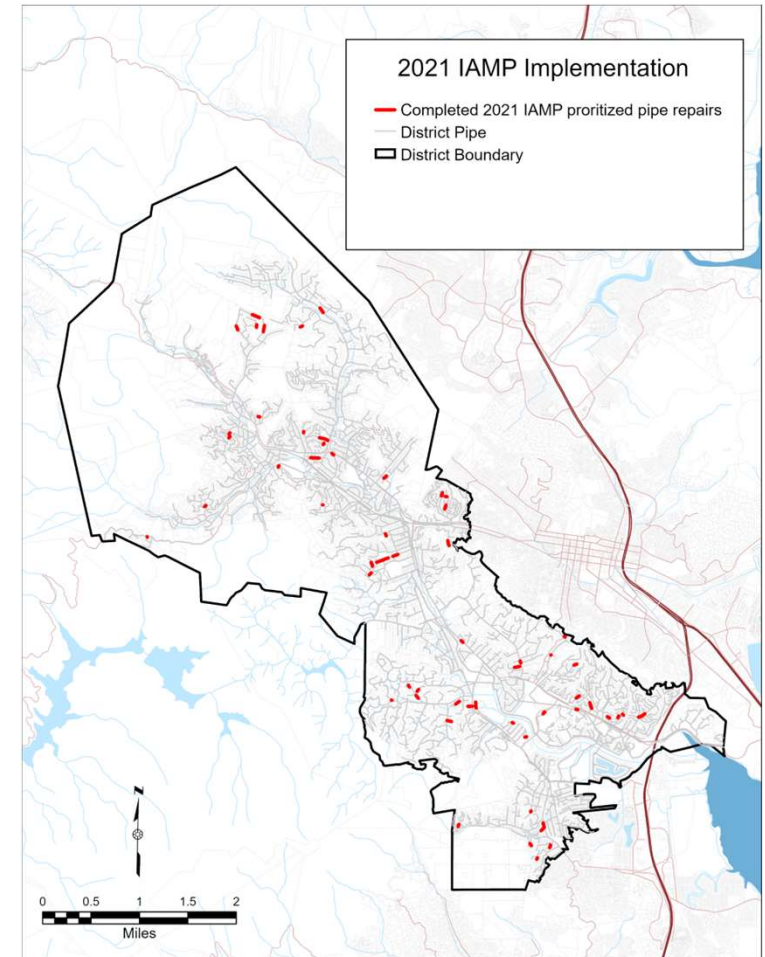 2021 IAMP Implementation
Completed 2021 IAMP proritized pipe repairs
District Pipe
District Boundary
N
0 0.5 1 1.5 2
Miles